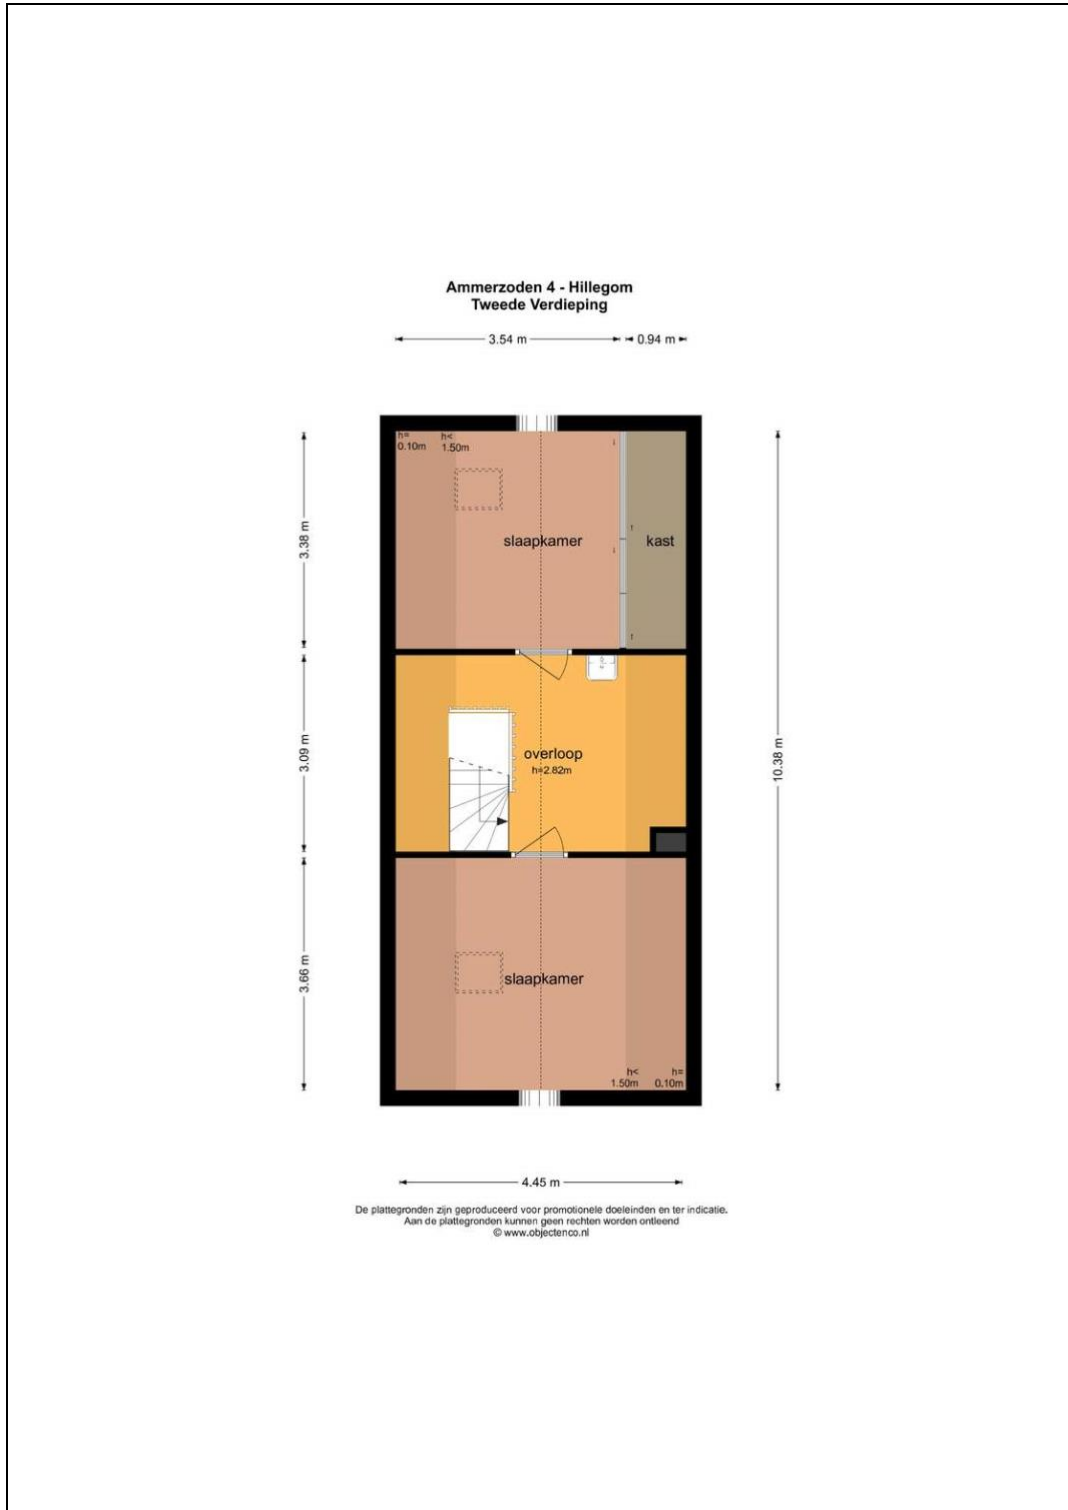 Ammerzoden 4 - Hillegom
Tweede Verdieping
3.54 m
0.94 m
h=
0.10m
h<
1.50m
slaapkamer
kast
3.38 m
3.09 m
overloop
h=2.82m
10.38 m
3.66 m
slaapkamer
h<
1.50m
h=
0.10m
4.45 m
De plattegronden zijn geproduceerd voor promotionele doeleinden en ter indicatie.
Aan de plattegronden kunnen geen rechten worden ontleend
© www.objectenco.nl